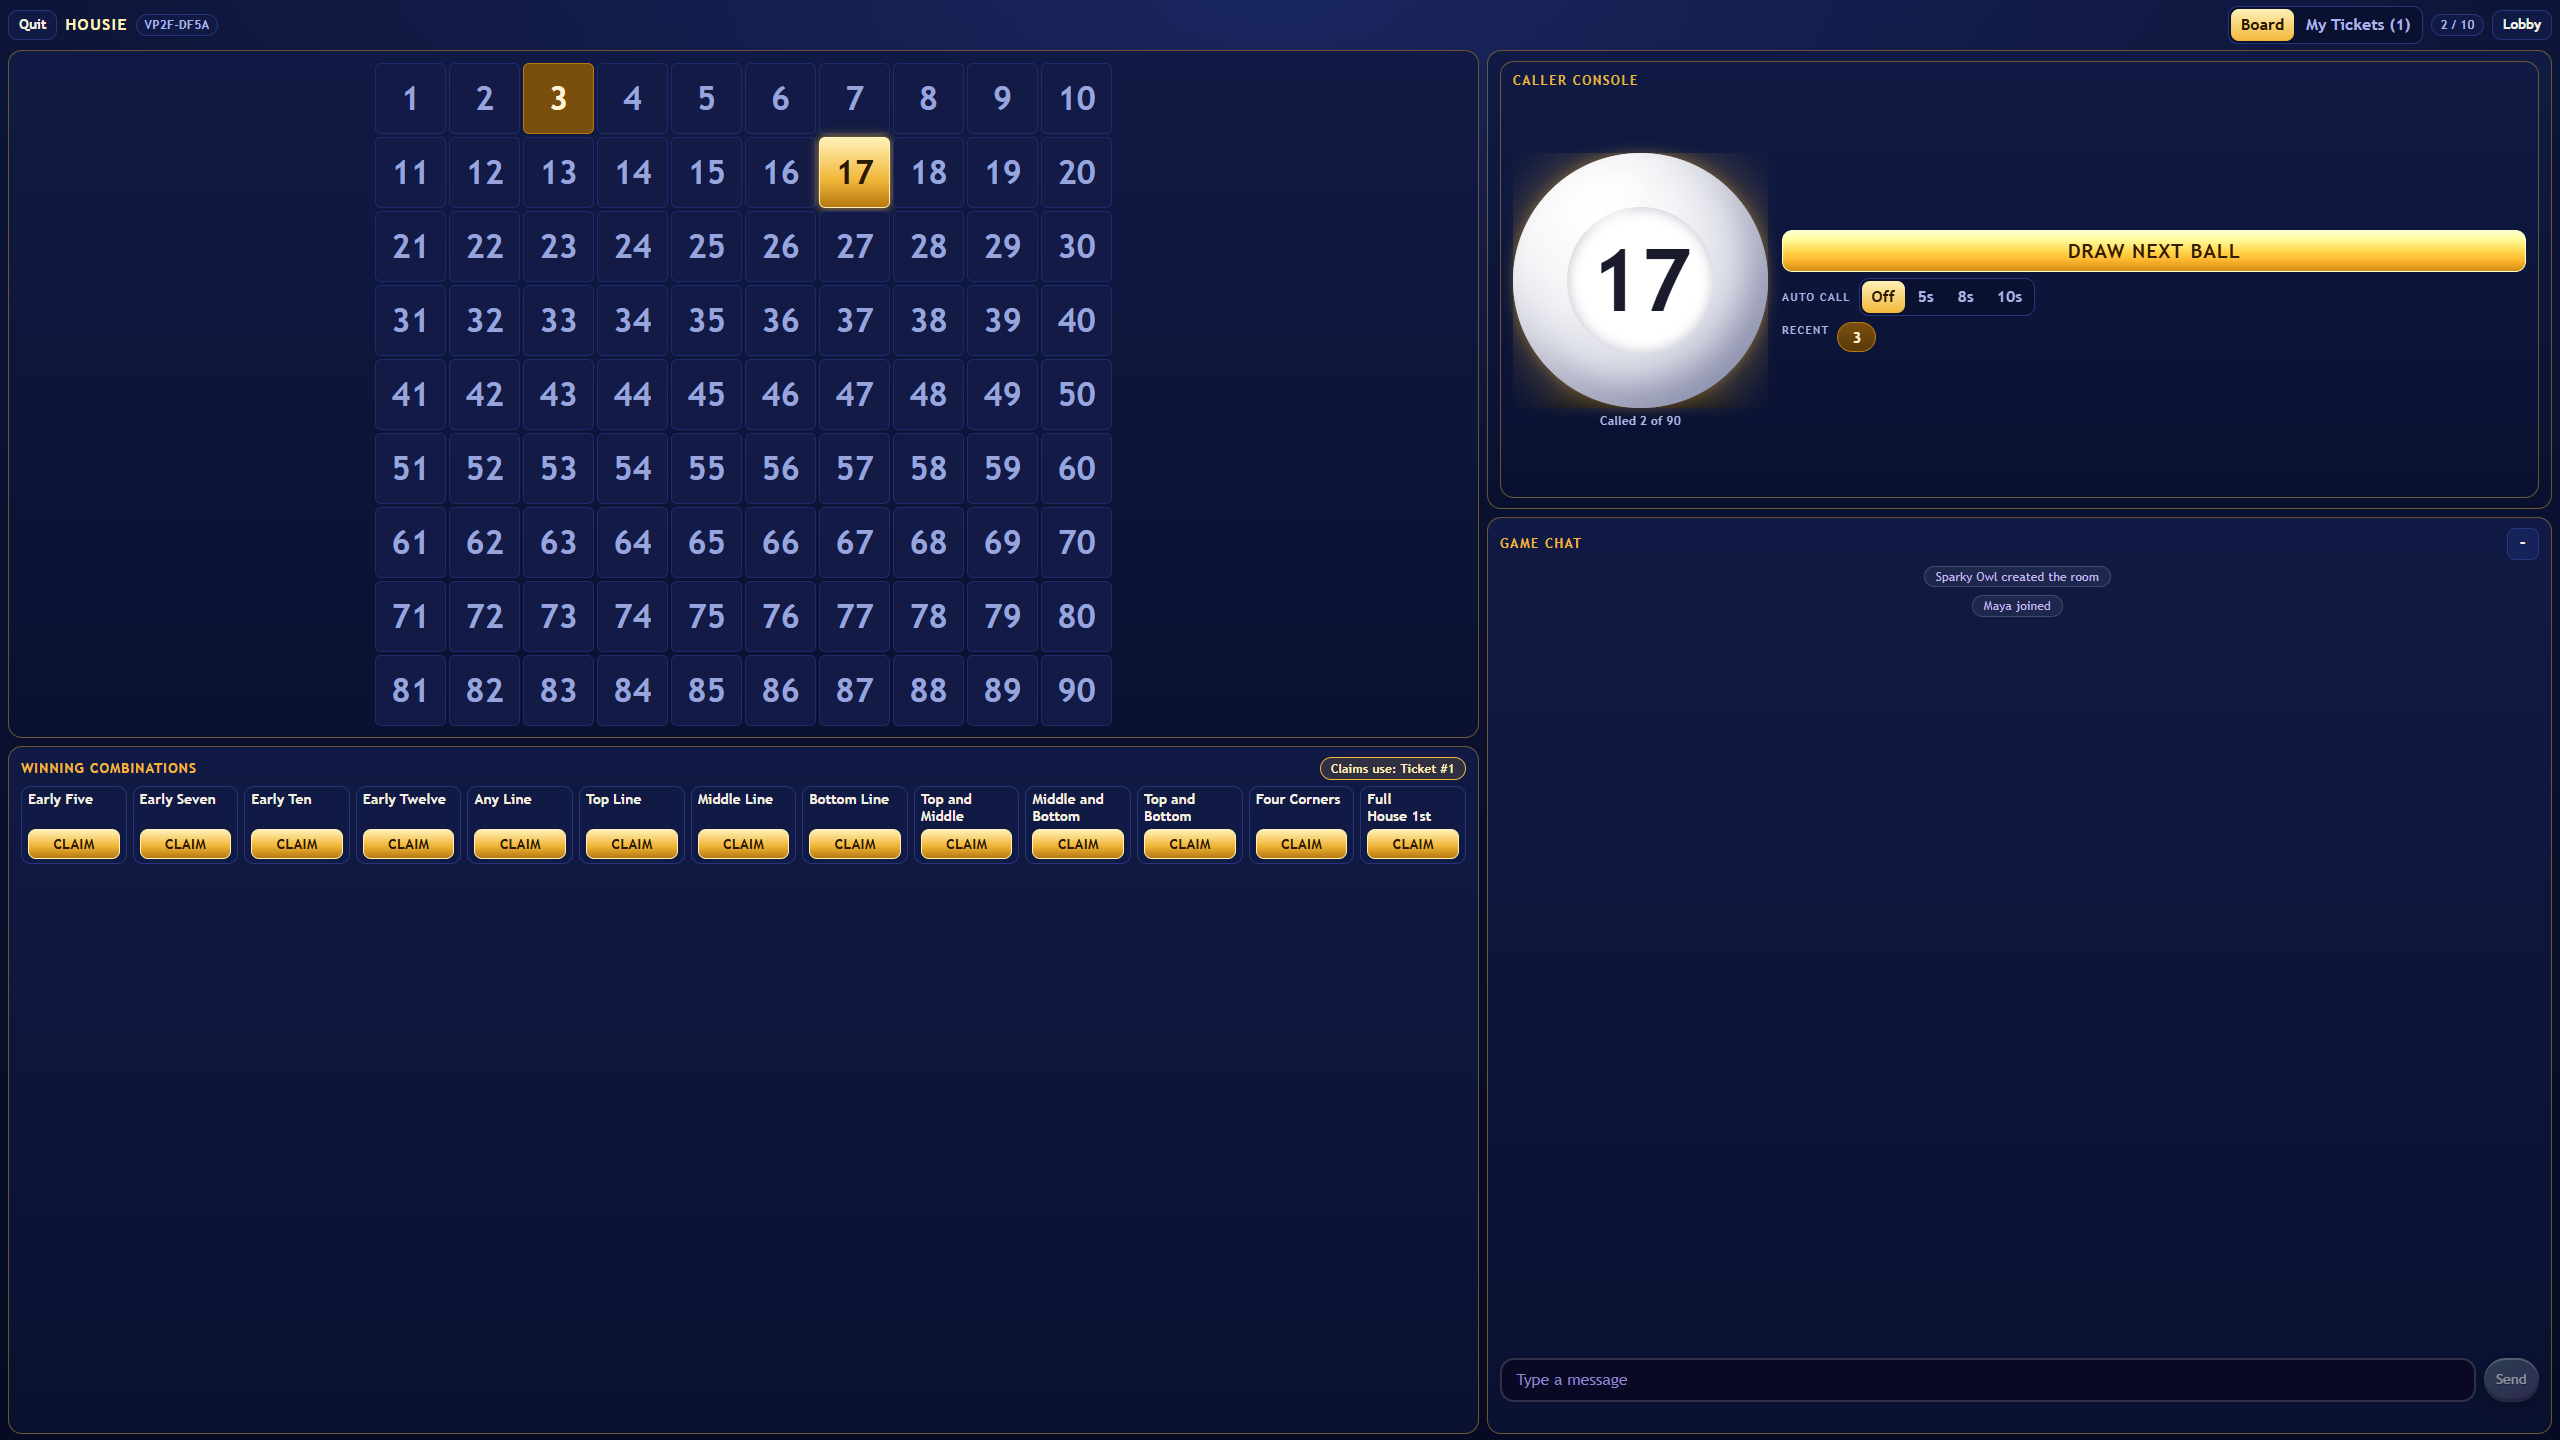 Quit HOUSIE VP2F-DF5A Board My Tickets (1) 2 / 10 Lobby
1 2 3 4 5 6 7 8 9 10
11 12 13 14 15 16 17 18 19 20
21 22 23 24 25 26 27 28 29 30
31 32 33 34 35 36 37 38 39 40
41 42 43 44 45 46 47 48 49 50
51 52 53 54 55 56 57 58 59 60
61 62 63 64 65 66 67 68 69 70
71 72 73 74 75 76 77 78 79 80
81 82 83 84 85 86 87 88 89 90
WINNING COMBINATIONS Claims use: Ticket #1
Early Five
CLAIM
Early Seven
CLAIM
Early Ten
CLAIM
Early Twelve
CLAIM
Any Line
CLAIM
Top Line
CLAIM
Middle Line
CLAIM
Bottom Line
CLAIM
Top and
Middle
CLAIM
Middle and
Bottom
CLAIM
Top and
Bottom
CLAIM
Four Corners
CLAIM
Full
House 1st
CLAIM
CALLER CONSOLE
17
Called 2 of 90
DRAW NEXT BALL
AUTO CALL Off 5s 8s 10s
RECENT 3
GAME CHAT -
Sparky Owl created the room
Maya joined
Type a message Send